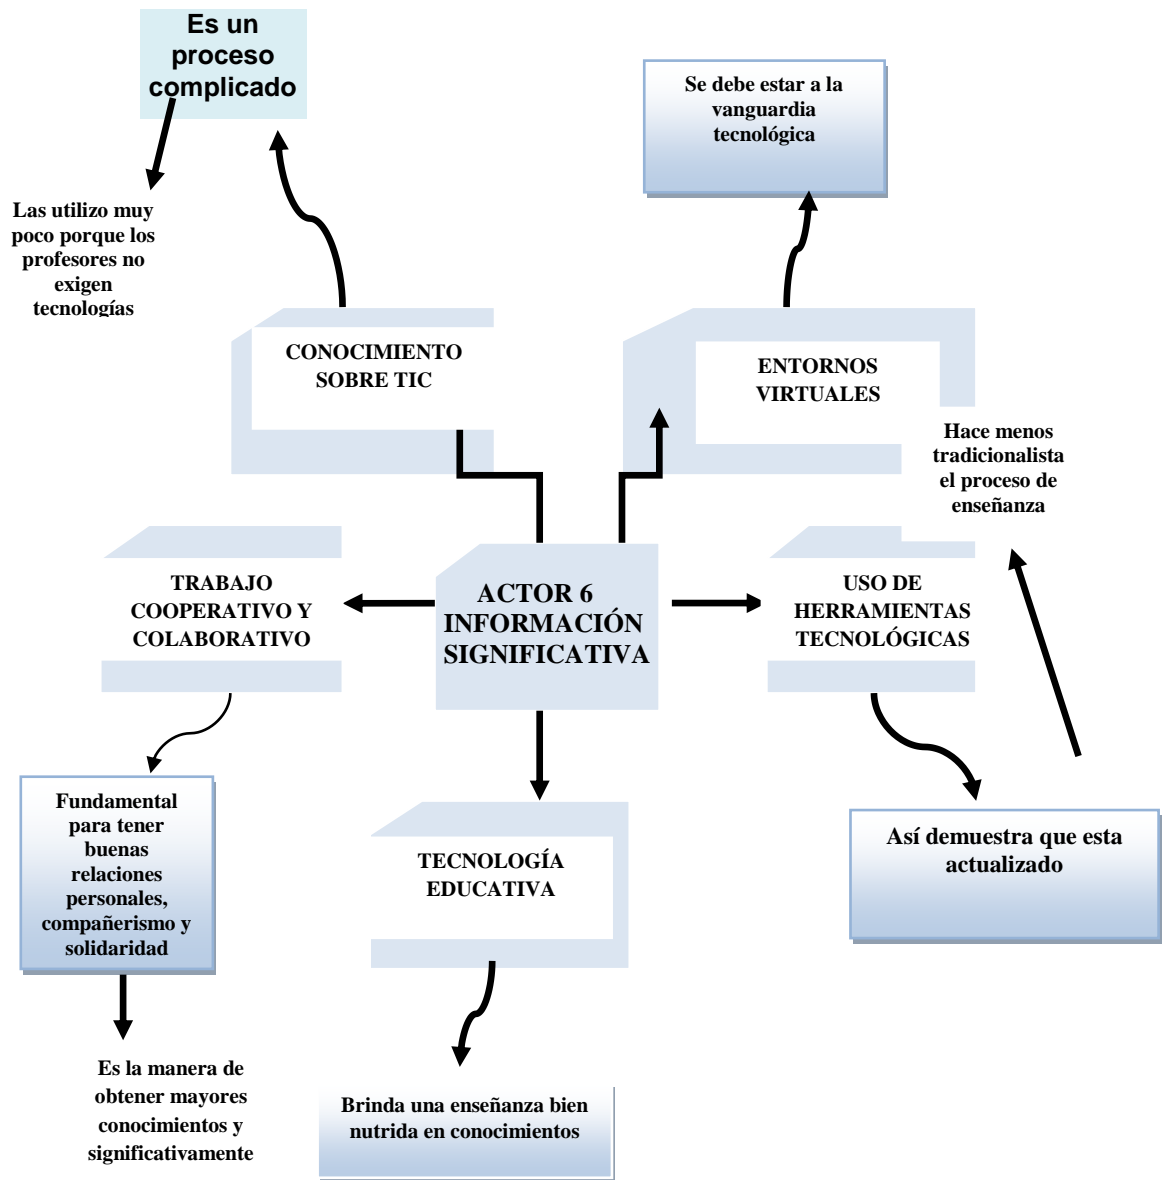 Es un
proceso
complicado
Se debe estar a la
vanguardia
tecnológica
Las utilizo muy
poco porque los
profesores no
exigen
tecnologías
CONOCIMIENTO
SOBRE TIC
ENTORNOS
VIRTUALES
Hace menos
tradicionalista
el proceso de
enseñanza
TRABAJO
COOPERATIVO Y
COLABORATIVO
ACTOR 6
INFORMACIÓN
SIGNIFICATIVA
USO DE
HERRAMIENTAS
TECNOLÓGICAS
Fundamental
para tener
buenas
relaciones
personales,
compañerismo y
solidaridad
TECNOLOGÍA
EDUCATIVA
Así demuestra que esta
actualizado
Es la manera de
obtener mayores
conocimientos y
significativamente
Brinda una enseñanza bien
nutrida en conocimientos